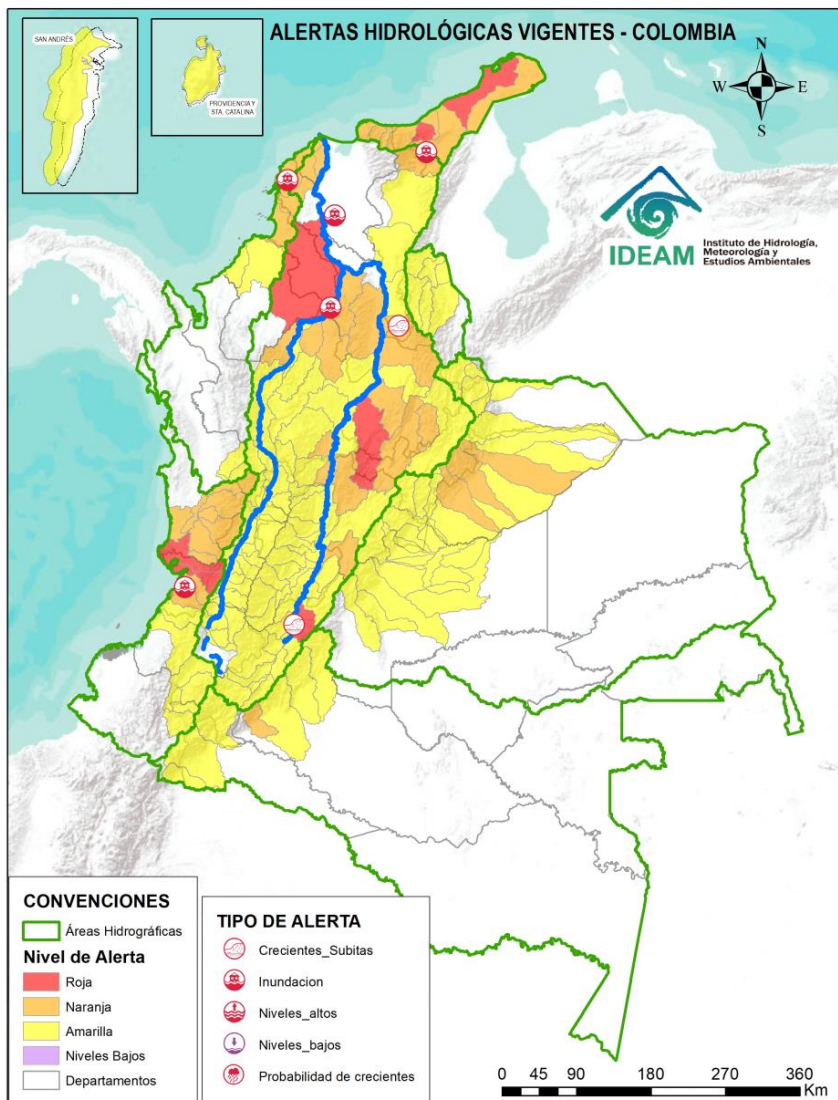 ALERTAS HIDROLÓGICAS VIGENTES - COLOMBIA
SAN ANDRÉS
PROVIDENCIA Y
STA. CATALINA
N
W
E
S
IDEAM
Instituto de Hidrología,
Meteorología y
Estudios Ambientales
CONVENCIONES
Áreas Hidrográficas
Nivel de Alerta
Roja
Naranja
Amarilla
Niveles Bajos
Departamentos
TIPO DE ALERTA
Crecientes_Subitas
Inundacion
Niveles_altos
Niveles_bajos
Probabilidad de crecientes
0 45 90 180 270 360
Km